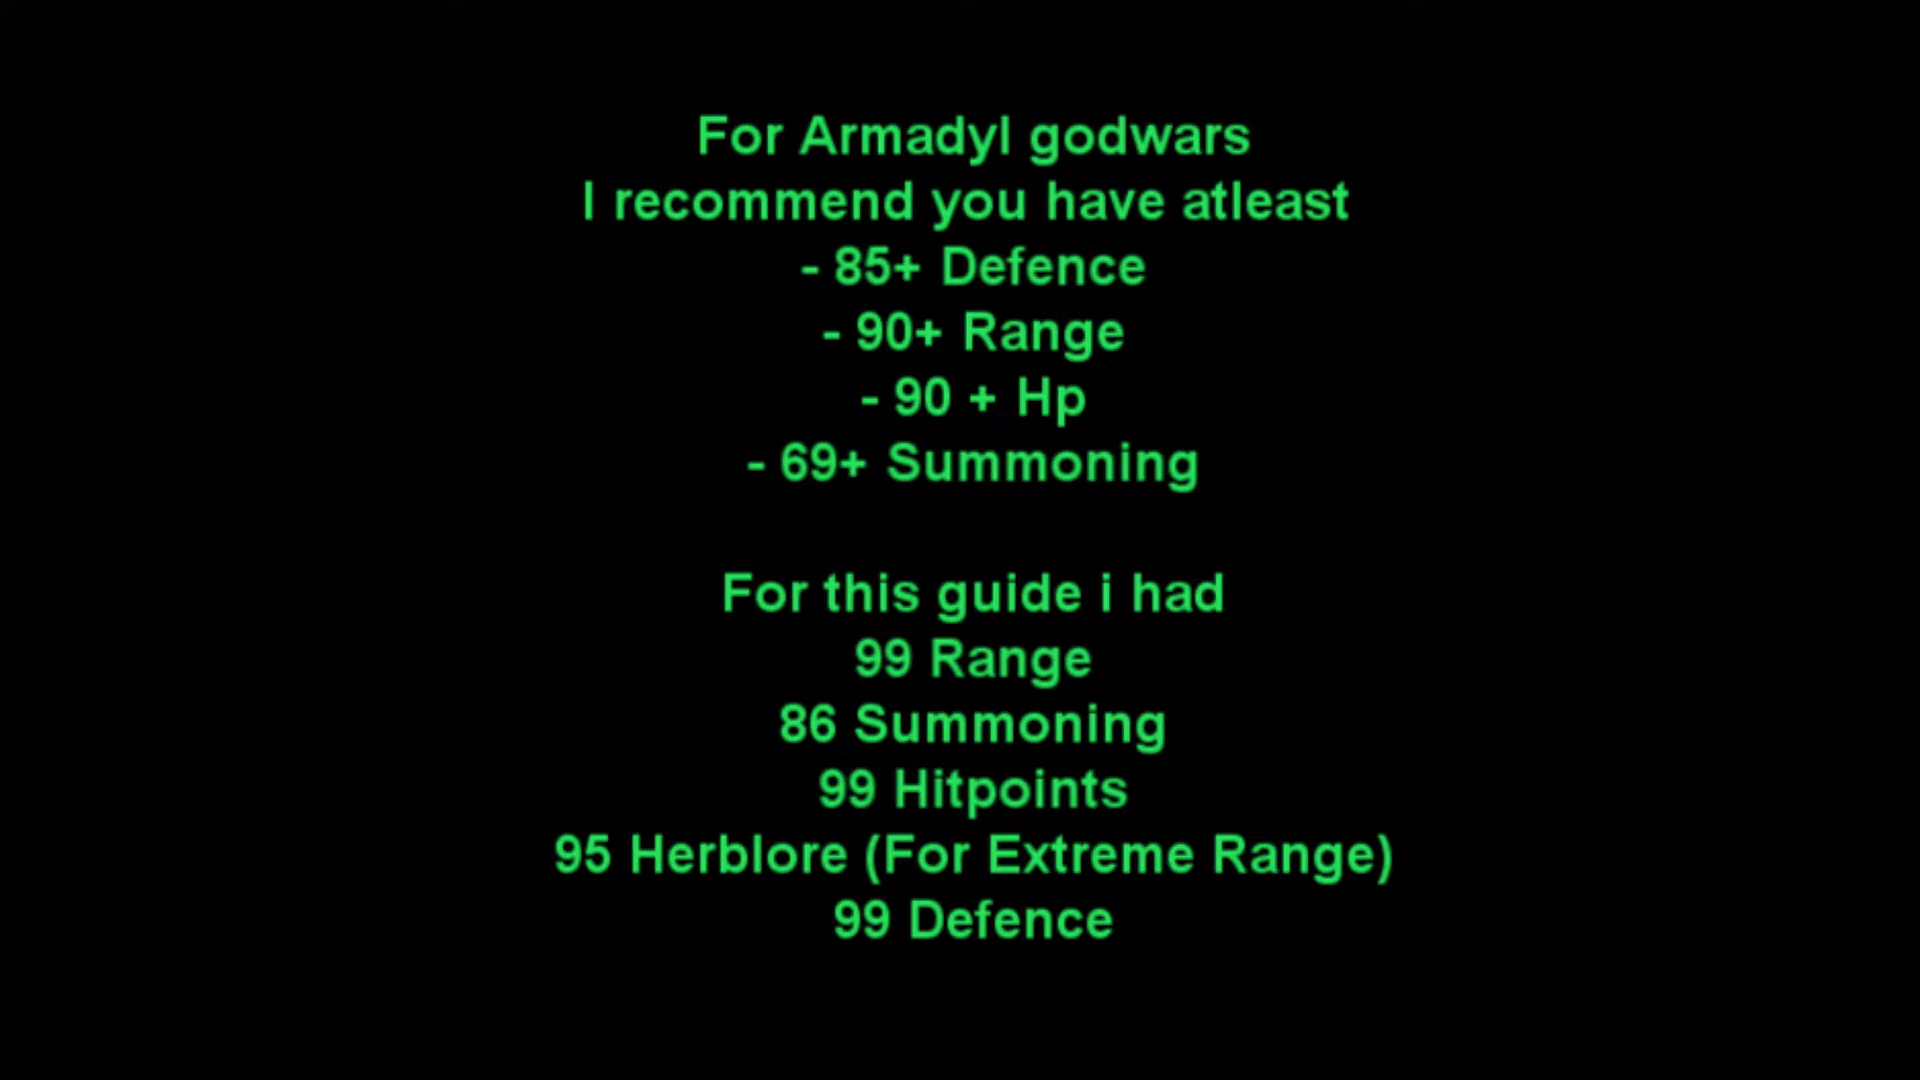 For Armadyl godwars
I recommend you have atleast
- 85+ Defence
- 90+ Range
- 90 + Hp
- 69+ Summoning
For this guide i had
99 Range
86 Summoning
99 Hitpoints
95 Herblore (For Extreme Range)
99 Defence